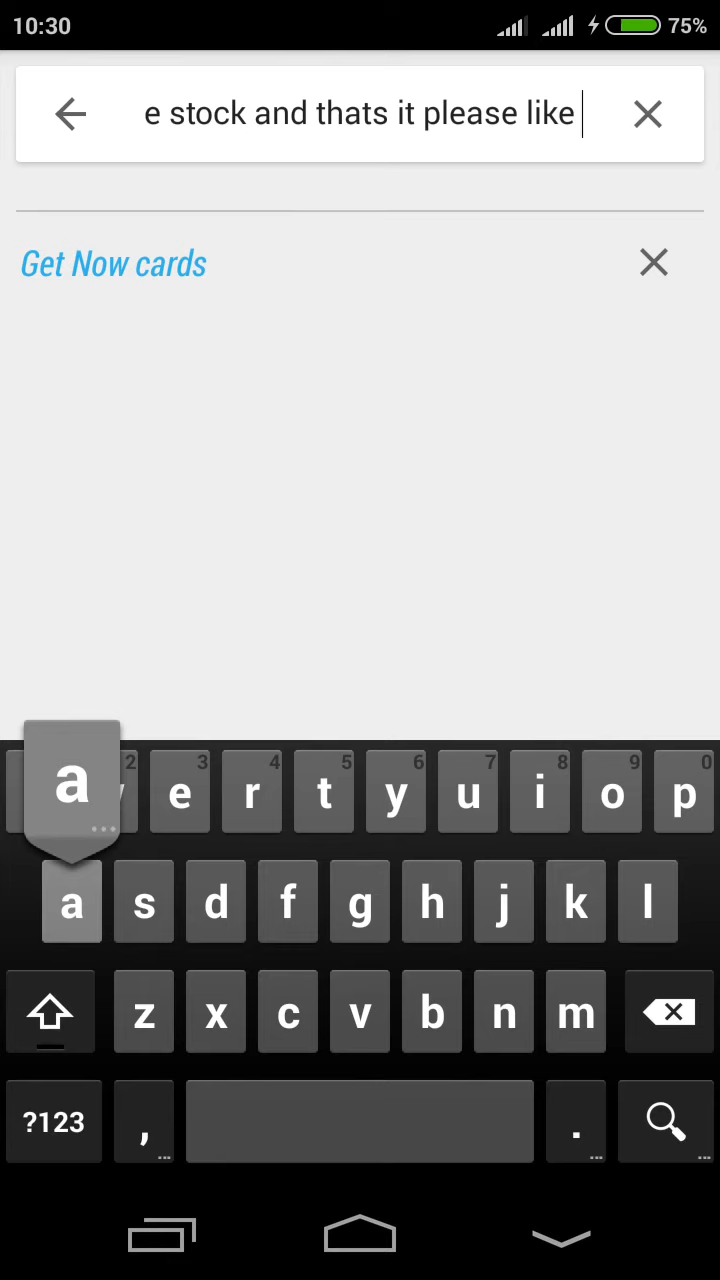 10:30 75%
e stock and thats it please like
Get Now cards
a
2 3 4 5 6 7 8 9 0
e r t y u i o p
a s d f g h j k l
z x c v b n m
?123 , .